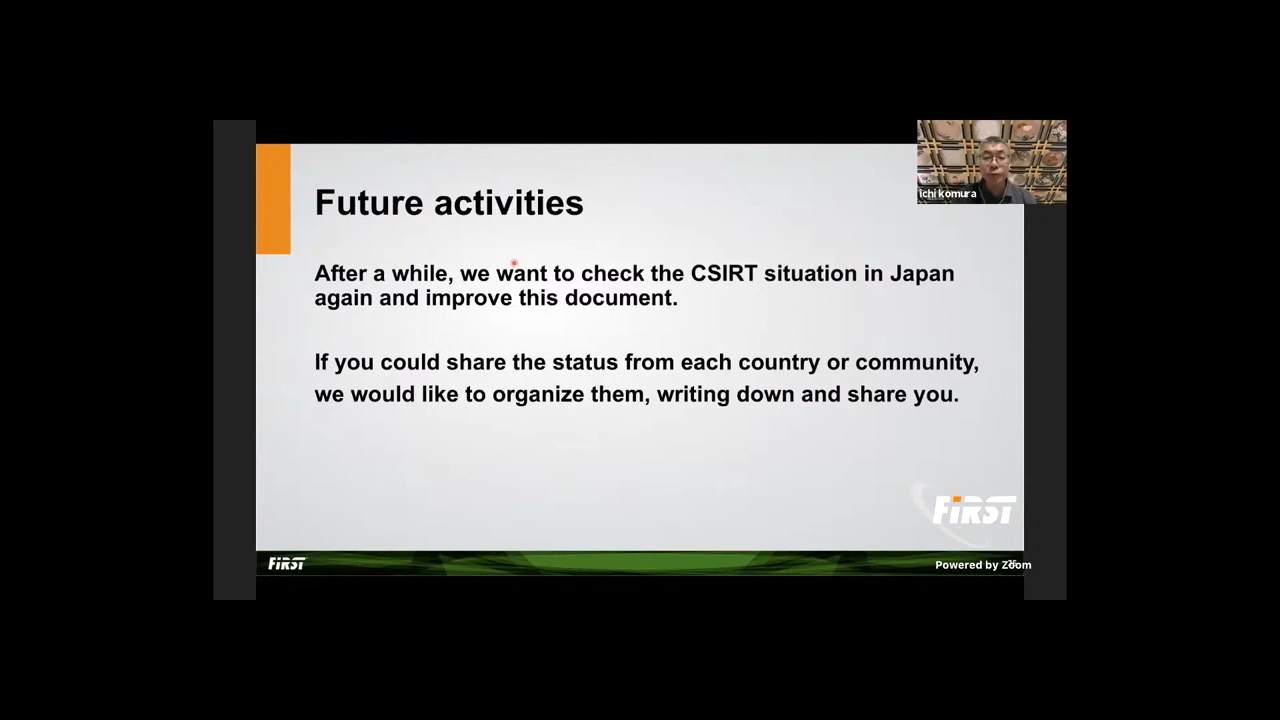 Future activities
ichi komura
After a while, we want to check the CSIRT situation in Japan
again and improve this document.
If you could share the status from each country or community,
we would like to organize them, writing down and share you.
FiRST
FiRST
Powered by Zoom